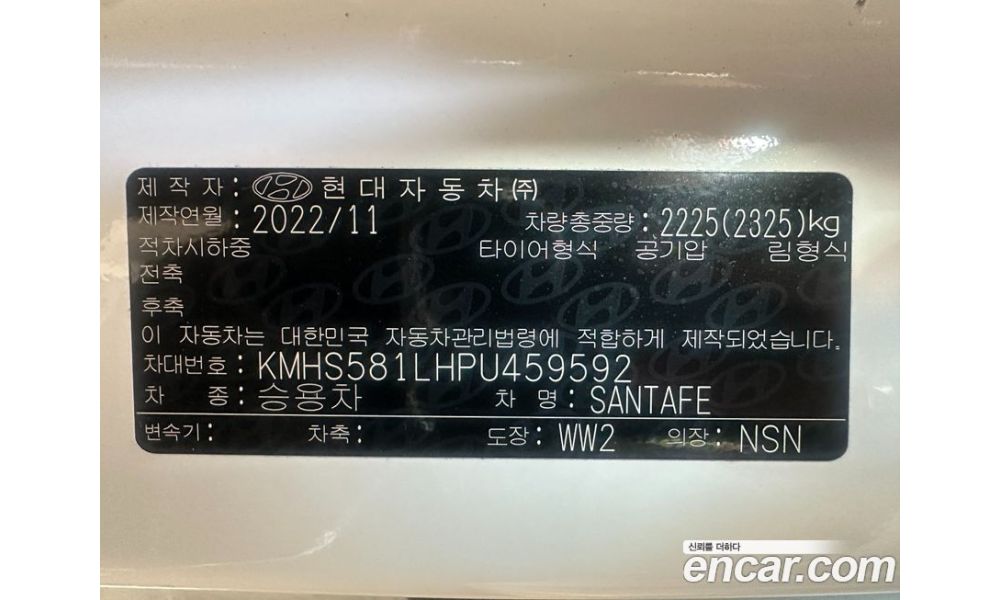 제작자: 현대자동차(주)
제작연월: 2022/11 차량총중량: 2225(2325)kg
적차시하중 타이어형식 공기압 림형식
전축
후축
이 자동차는 대한민국 자동차관리법령에 적합하게 제작되었습니다.
차대번호: KMHS581LHPU459592
차 종: 승용차 차 명: SANTAFE
변속기: 차축: 도장: WW2 의장: NSN
신뢰를 더하다
encar.com